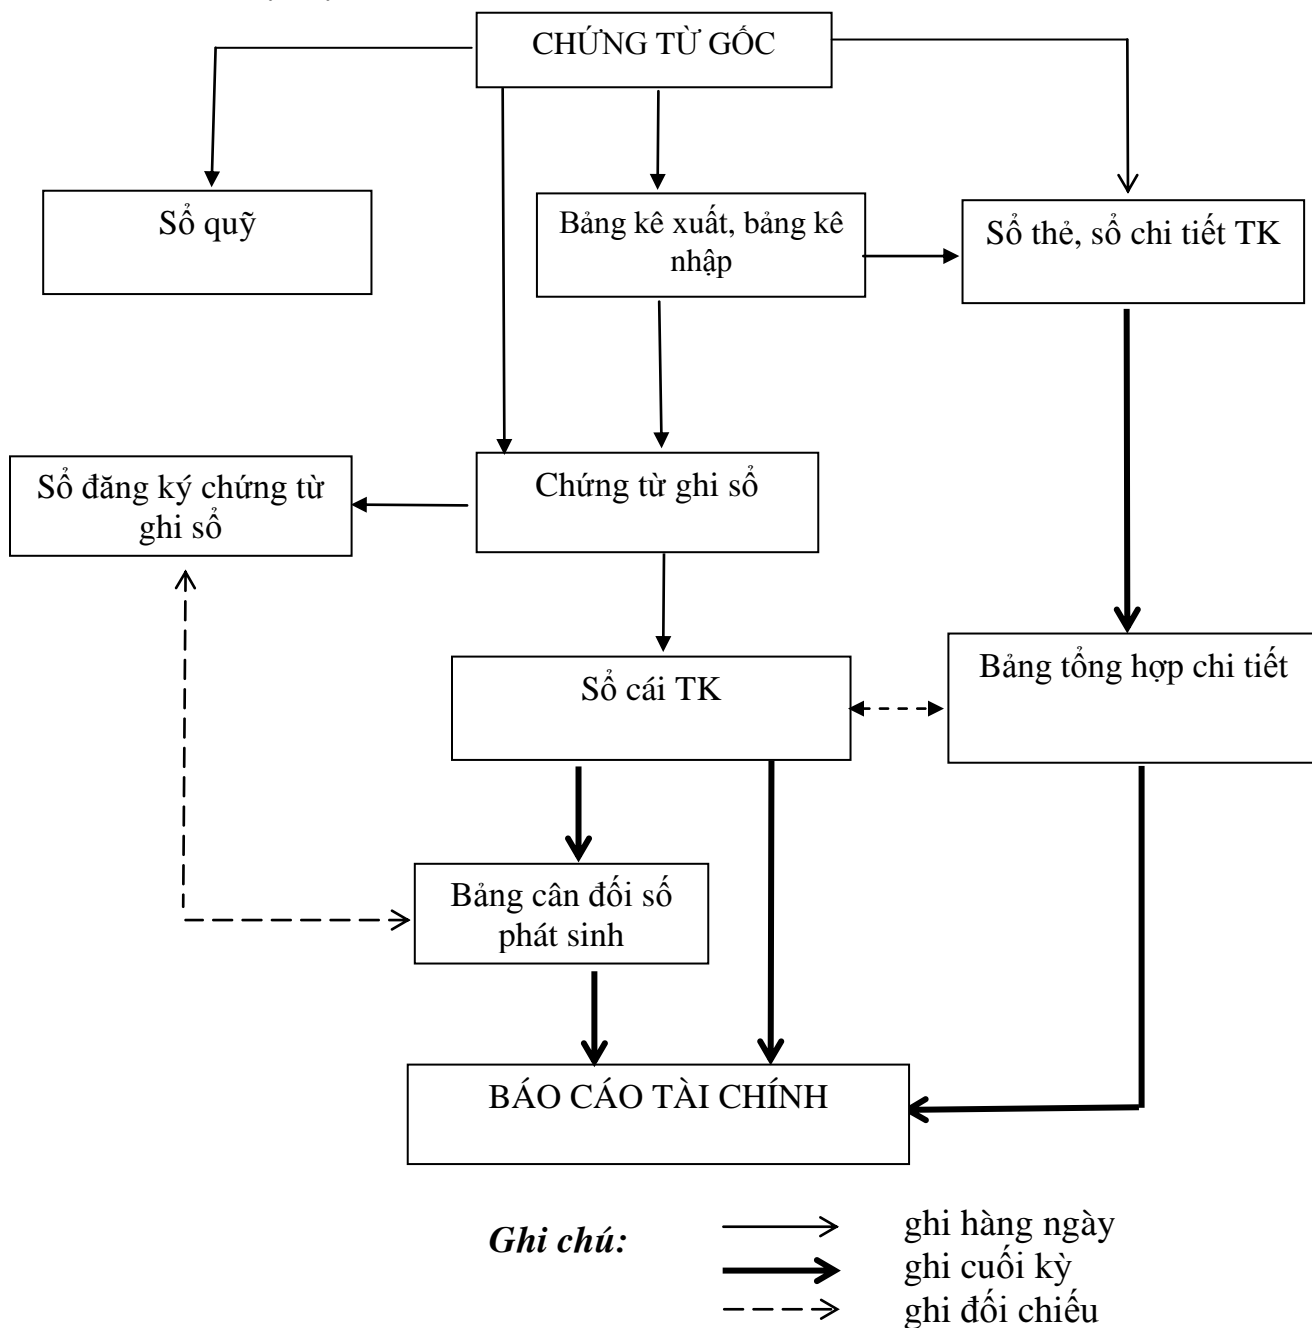 CHỨNG TỪ GỐC
Sổ quỹ
Bảng kê xuất, bảng kê
nhập
Sổ thẻ, sổ chi tiết TK
Sổ đăng ký chứng từ
ghi sổ
Chứng từ ghi sổ
Sổ cái TK
Bảng tổng hợp chi tiết
Bảng cân đối số
phát sinh
BÁO CÁO TÀI CHÍNH
Ghi chú:
ghi hàng ngày
ghi cuối kỳ
ghi đối chiếu